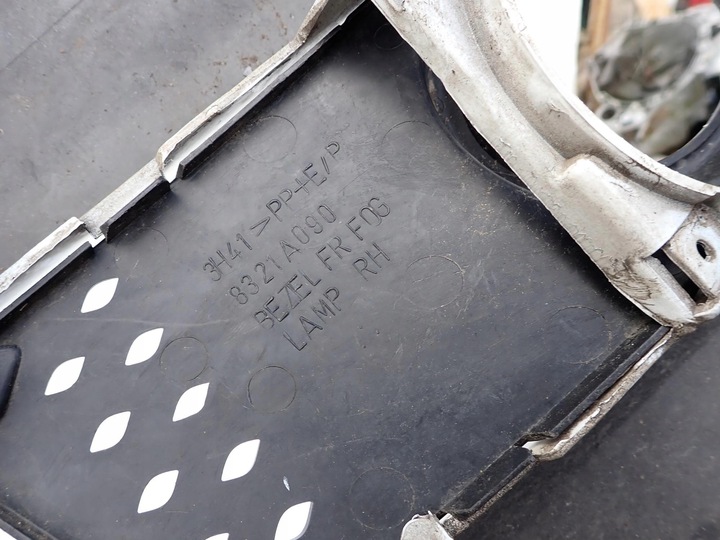 3H41 >PP+E/P
8321A090
BEZEL FR FOG
LAMP RH